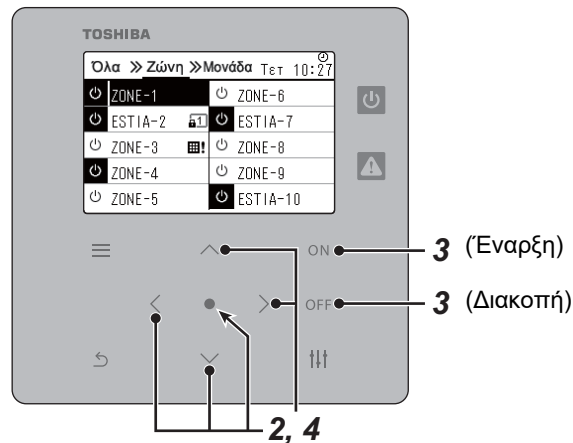 TOSHIBA
Όλα ≫ Ζώνη ≫ Μονάδα Τετ 10:27
ZONE-1 ZONE-6
ESTIA-2 1 ESTIA-7
ZONE-3 ! ZONE-8
ZONE-4 ZONE-9
ZONE-5 ESTIA-10
ON 3 (Έναρξη)
OFF 3 (Διακοπή)
2, 4